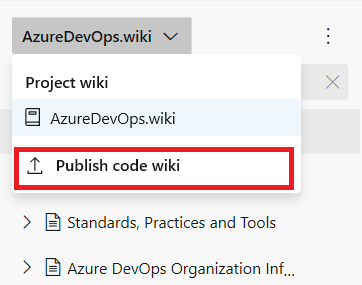 AzureDevOps.wiki
Project wiki
AzureDevOps.wiki
Publish code wiki
Standards, Practices and Tools
Azure DevOps Organization Inf...